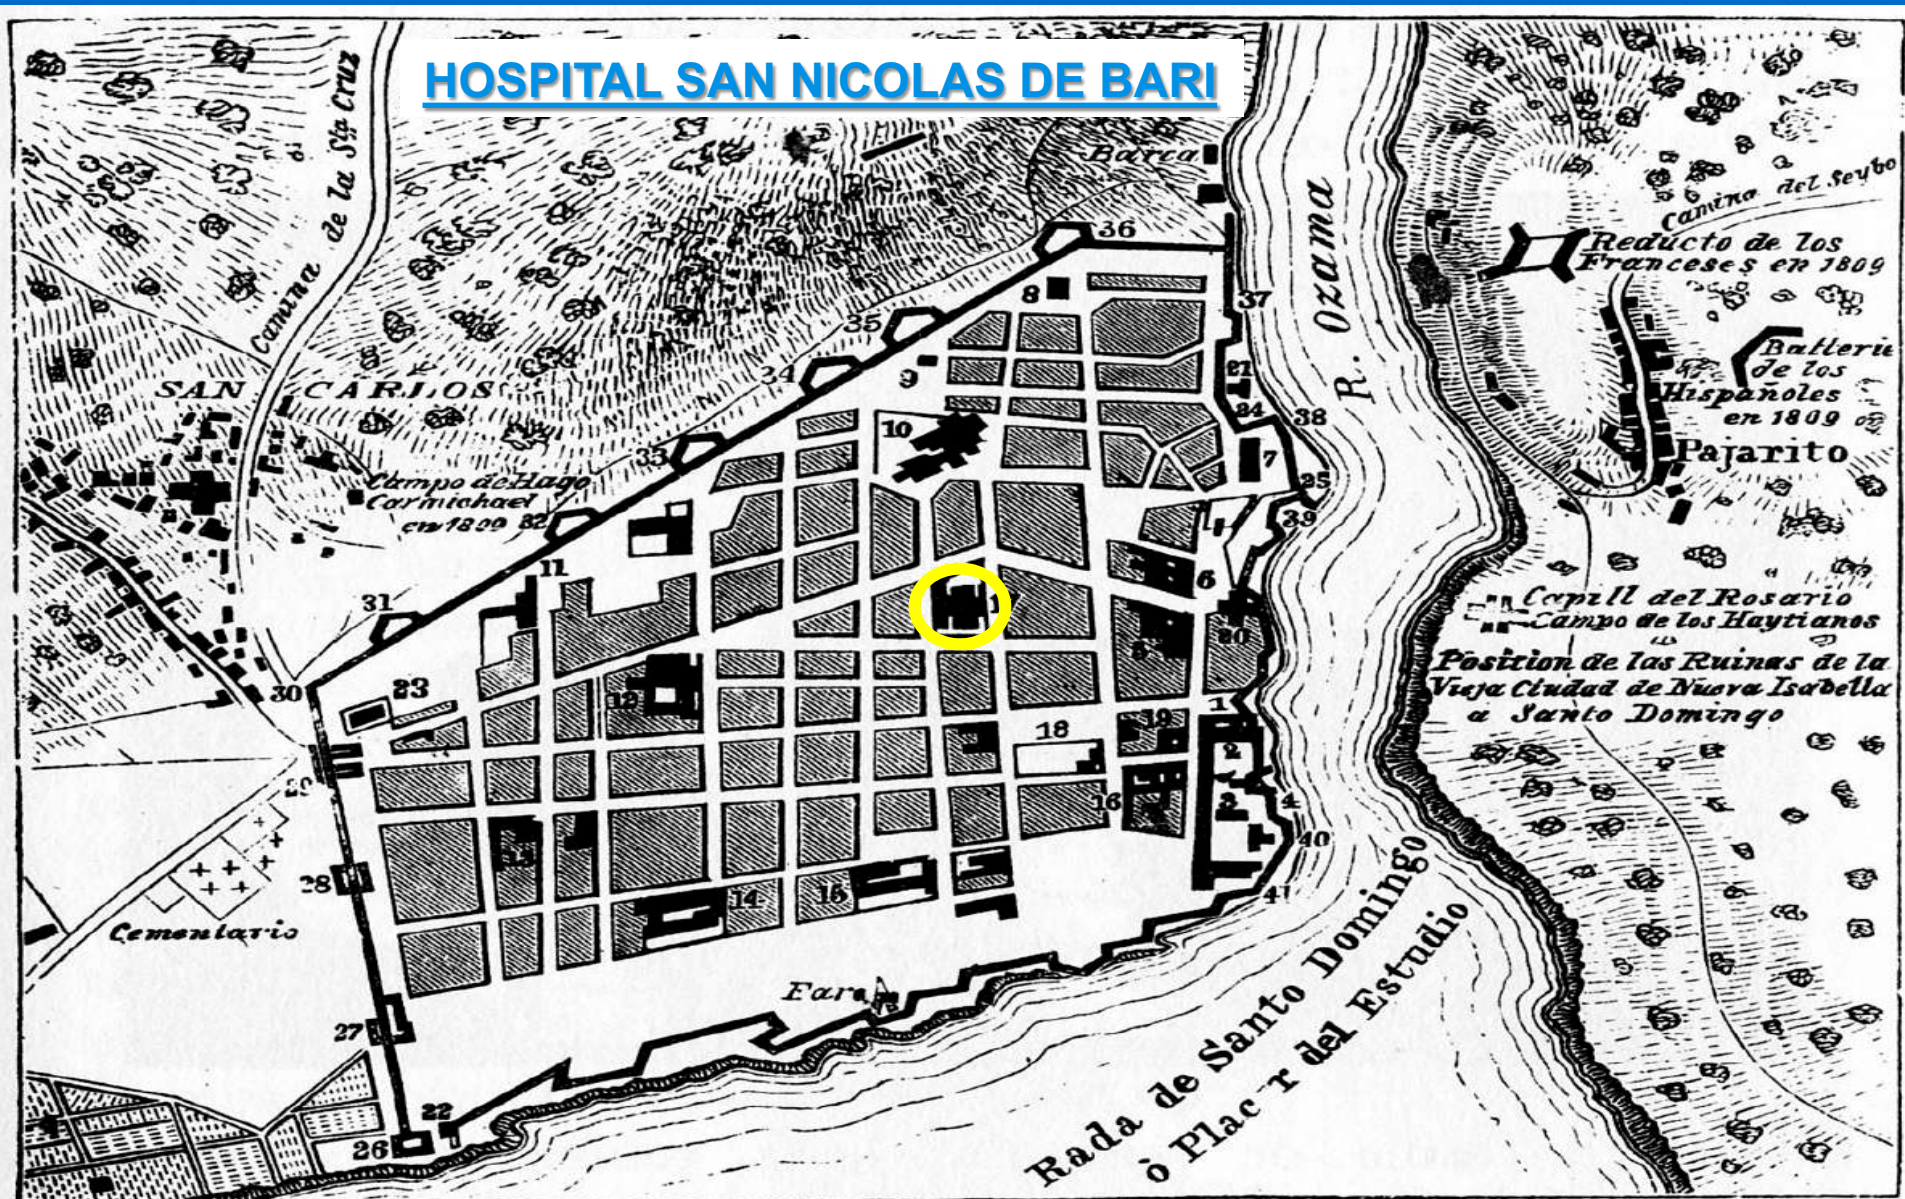 HOSPITAL SAN NICOLAS DE BARI
Camina de la Sta Cruz
Barca
R. Ozama
Camina del Seybo
Reducto de los
Franceses en 1809
Batterie
de los
Hispañoles
en 1809
Pajarito
SAN CARLOS
Campo de Hago
Carmichael
en 1809
Capill del Rosario
Campo de los Haytianos
Position de las Ruinas de la
Vieja Ciudad de Nueva Isabella
a Santo Domingo
Cementario
Faro
Rada de Santo Domingo
ò Plac r del Estudio
36
37
8
35
34
9
21
24
38
10
7
33
25
32
39
11
6
31
20
5
30
23
12
1
19
18
2
29
16
3
4
13
40
28
14
15
41
27
22
26